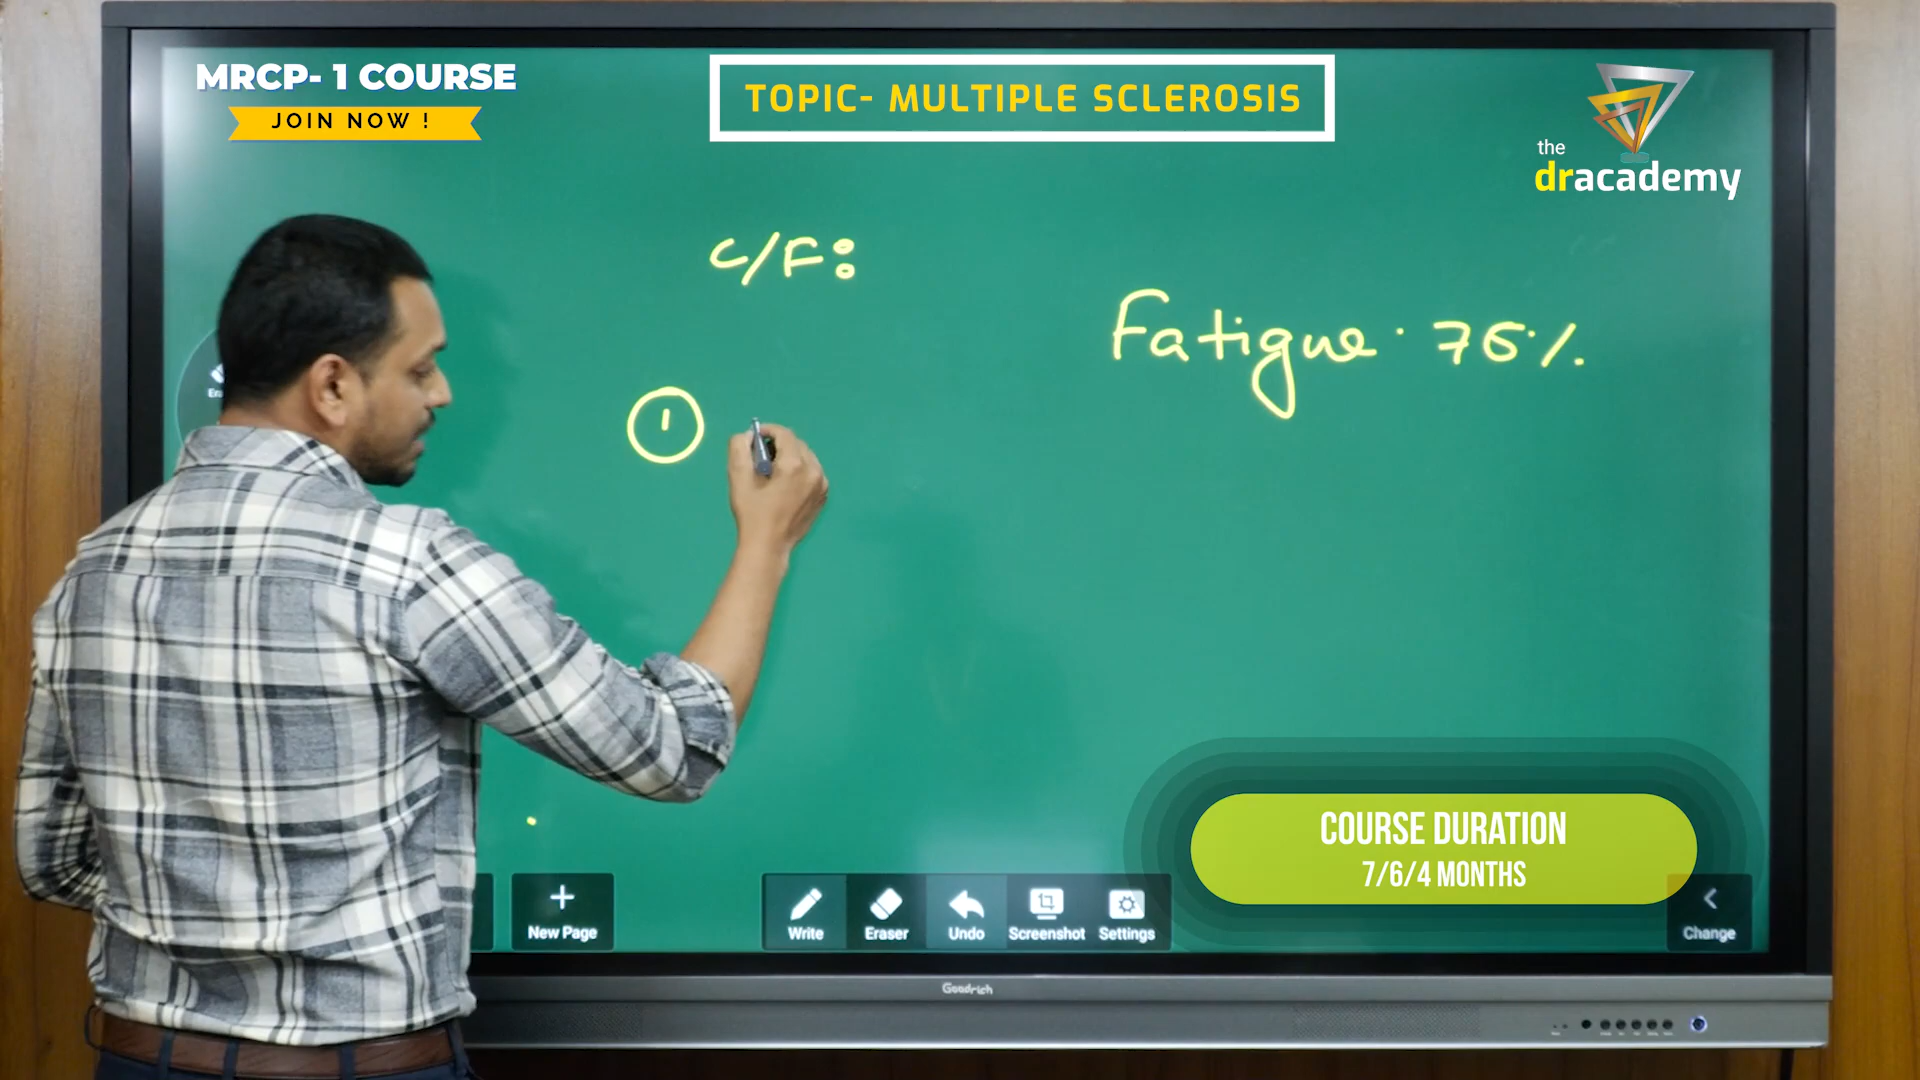 MRCP- 1 COURSE
JOIN NOW !
TOPIC- MULTIPLE SCLEROSIS
the
dracademy
C/F:
Fatigue · 75%.
1
COURSE DURATION
7/6/4 MONTHS
New Page
Write
Eraser
Undo
Screenshot
Settings
Change
Goodrich